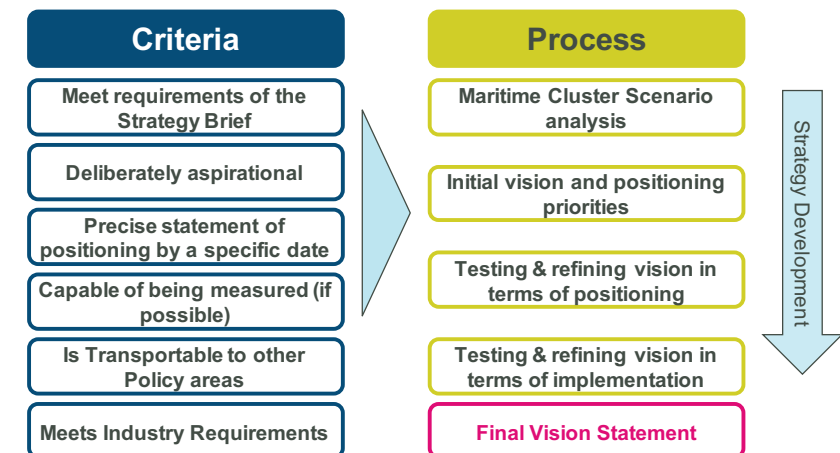 Criteria
Meet requirements of the
Strategy Brief
Deliberately aspirational
Precise statement of
positioning by a specific date
Capable of being measured (if
possible)
Is Transportable to other
Policy areas
Meets Industry Requirements
Process
Maritime Cluster Scenario
analysis
Initial vision and positioning
priorities
Testing & refining vision in
terms of positioning
Testing & refining vision in
terms of implementation
Final Vision Statement
Strategy Development